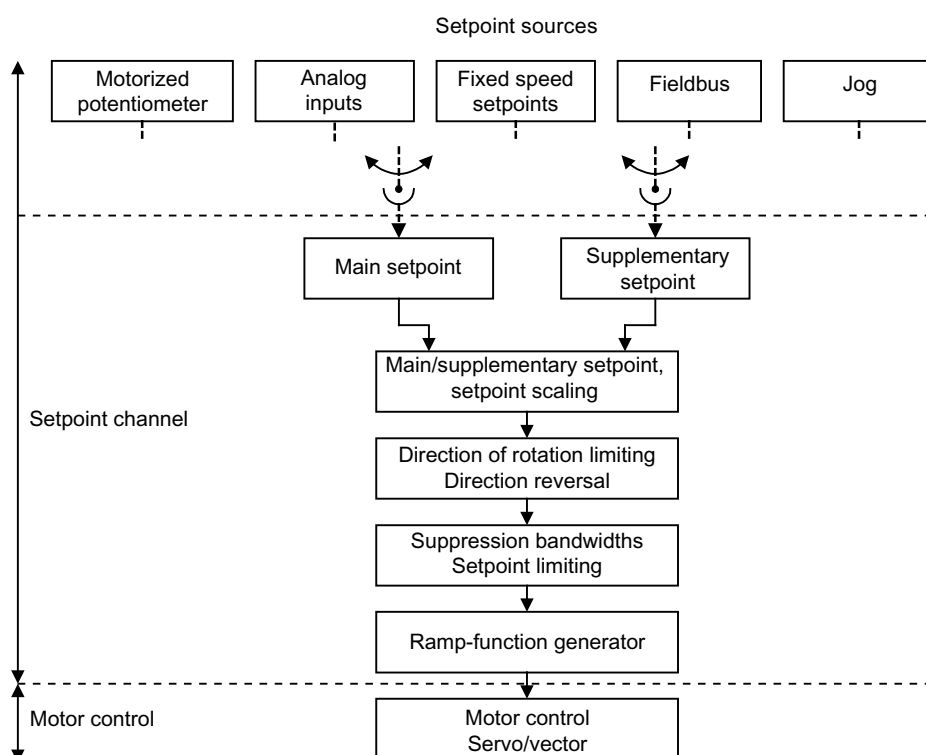 Setpoint sources
Motorized
potentiometer
Analog
inputs
Fixed speed
setpoints
Fieldbus
Jog
Main setpoint
Supplementary
setpoint
Main/supplementary setpoint,
setpoint scaling
Setpoint channel
Direction of rotation limiting
Direction reversal
Suppression bandwidths
Setpoint limiting
Ramp-function generator
Motor control
Motor control
Servo/vector